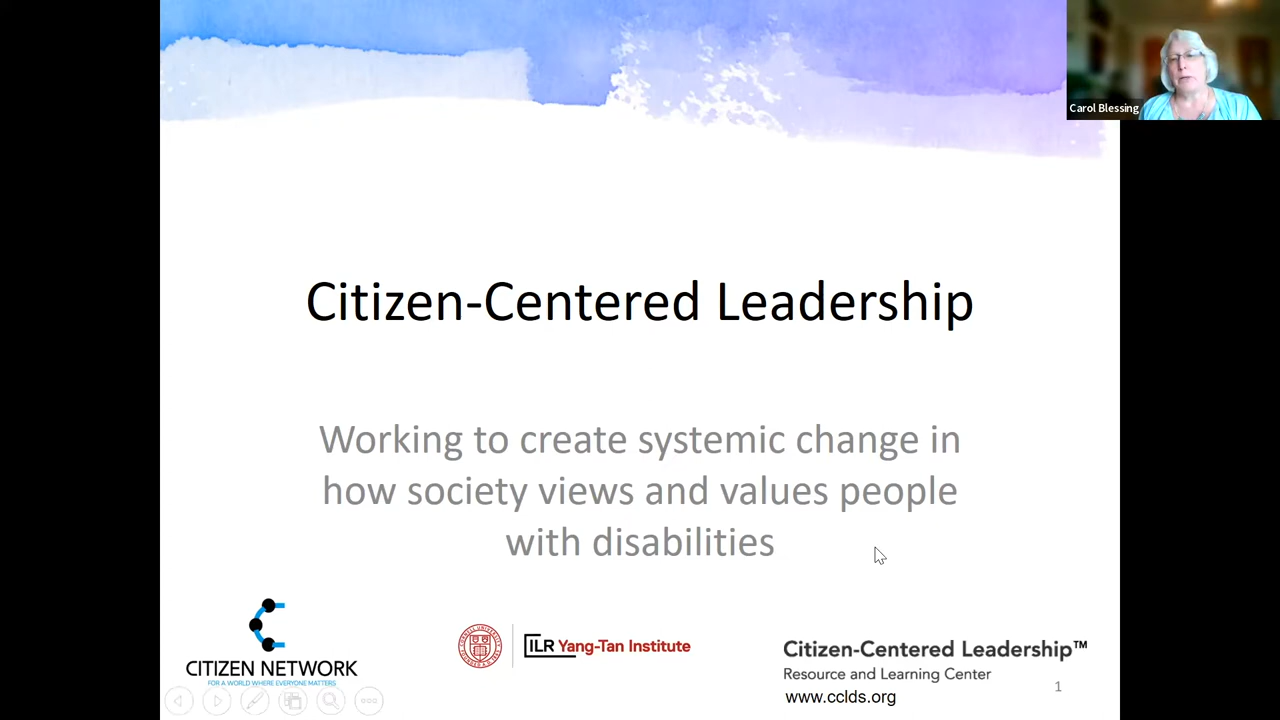 Carol Blessing
Citizen-Centered Leadership
Working to create systemic change in
how society views and values people
with disabilities
CITIZEN NETWORK
FOR A WORLD WHERE EVERYONE MATTERS
ILR Yang-Tan Institute
Citizen-Centered Leadership™
Resource and Learning Center
www.cclds.org
1